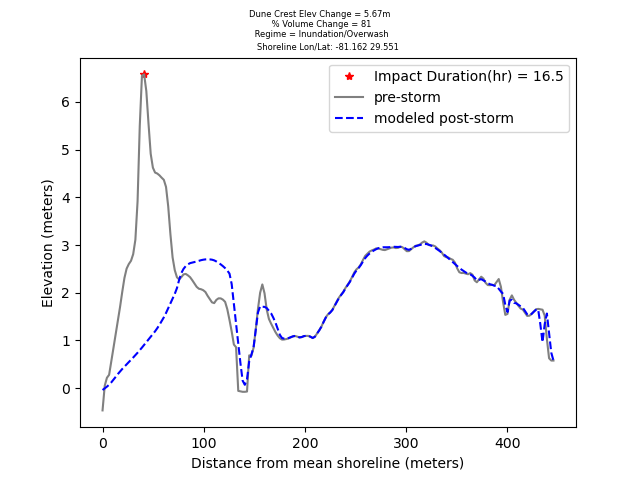 Dune Crest Elev Change = 5.67m
% Volume Change = 81
Regime = Inundation/Overwash
Shoreline Lon/Lat: -81.162 29.551
Impact Duration(hr) = 16.5
pre-storm
modeled post-storm
Elevation (meters)
6
5
4
3
2
1
0
0 100 200 300 400
Distance from mean shoreline (meters)